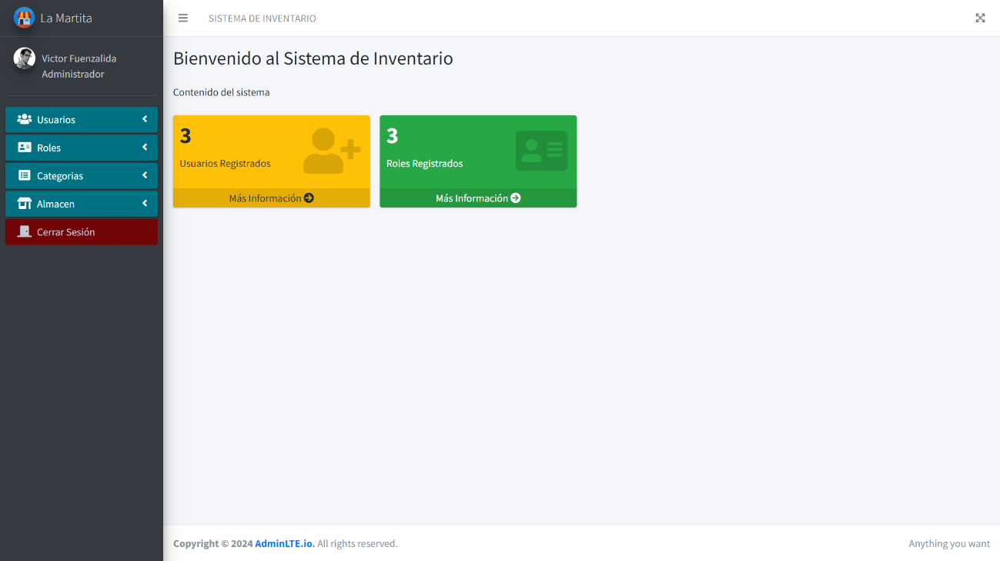 La Martita
SISTEMA DE INVENTARIO
Victor Fuenzalida
Administrador
Usuarios
Roles
Categorias
Almacen
Cerrar Sesión
Bienvenido al Sistema de Inventario
Contenido del sistema
3
Usuarios Registrados
Más Información
3
Roles Registrados
Más Información
Copyright © 2024 AdminLTE.io. All rights reserved.
Anything you want